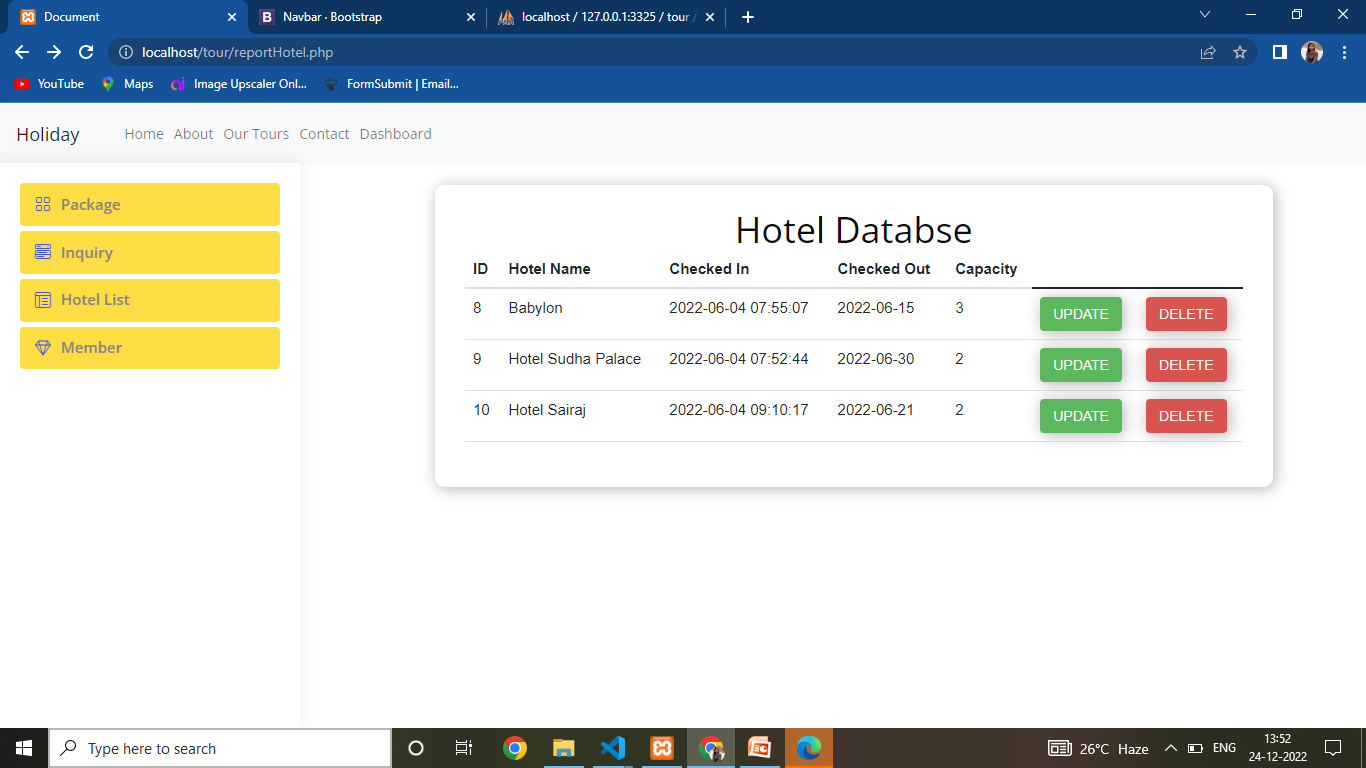 Document
Navbar · Bootstrap
localhost / 127.0.0.1:3325 / tour /
localhost/tour/reportHotel.php
YouTube Maps Image Upscaler Onl... FormSubmit | Email...
Holiday Home About Our Tours Contact Dashboard
Package
Inquiry
Hotel List
Member
Hotel Databse
ID Hotel Name Checked In Checked Out Capacity
8 Babylon 2022-06-04 07:55:07 2022-06-15 3 UPDATE DELETE
9 Hotel Sudha Palace 2022-06-04 07:52:44 2022-06-30 2 UPDATE DELETE
10 Hotel Sairaj 2022-06-04 09:10:17 2022-06-21 2 UPDATE DELETE
Type here to search
26°C Haze
ENG
13:52
24-12-2022